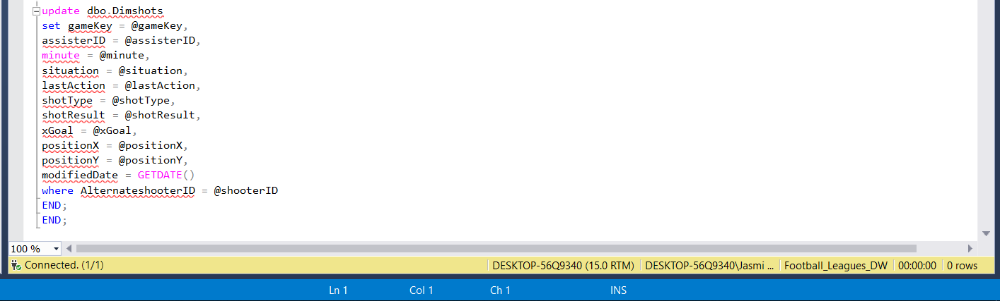 update dbo.Dimshots
set gameKey = @gameKey,
assisterID = @assisterID,
minute = @minute,
situation = @situation,
lastAction = @lastAction,
shotType = @shotType,
shotResult = @shotResult,
xGoal = @xGoal,
positionX = @positionX,
positionY = @positionY,
modifiedDate = GETDATE()
where AlternateshooterID = @shooterID
END;
END;
100 %
Connected. (1/1) DESKTOP-56Q9340 (15.0 RTM) DESKTOP-56Q9340\Jasmi ... Football_Leagues_DW 00:00:00 0 rows
Ln 1 Col 1 Ch 1 INS